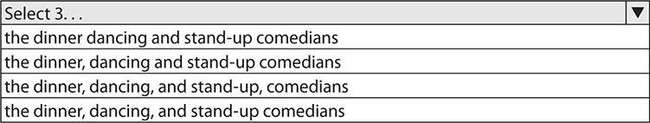 Select 3. . .
the dinner dancing and stand-up comedians
the dinner, dancing and stand-up comedians
the dinner, dancing, and stand-up, comedians
the dinner, dancing, and stand-up comedians